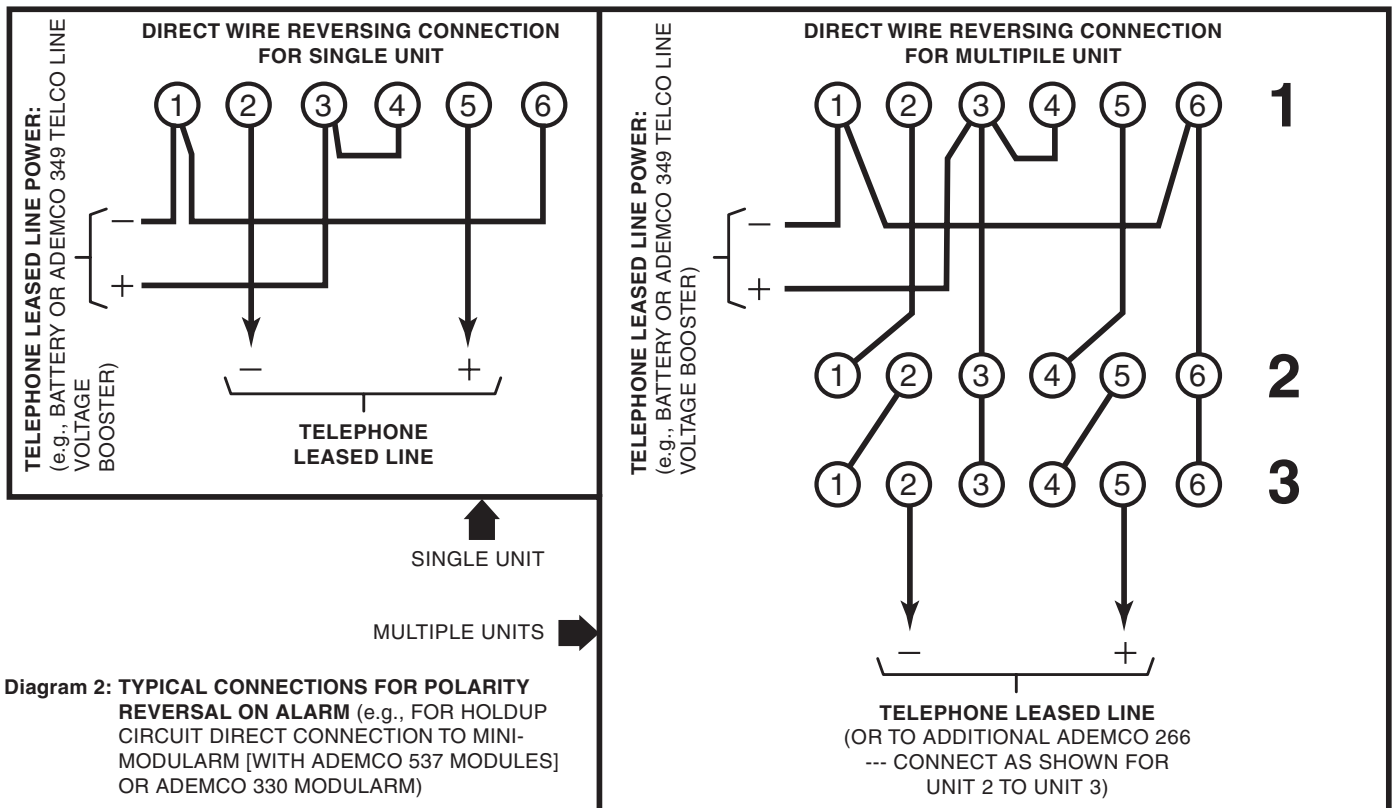 TELEPHONE LEASED LINE POWER:
(e.g., BATTERY OR ADEMCO 349 TELCO LINE
VOLTAGE
BOOSTER)
DIRECT WIRE REVERSING CONNECTION
FOR SINGLE UNIT
1 2 3 4 5 6
–
+
– +
TELEPHONE
LEASED LINE
SINGLE UNIT
MULTIPLE UNITS
Diagram 2: TYPICAL CONNECTIONS FOR POLARITY
REVERSAL ON ALARM (e.g., FOR HOLDUP
CIRCUIT DIRECT CONNECTION TO MINI-
MODULARM [WITH ADEMCO 537 MODULES]
OR ADEMCO 330 MODULARM)
TELEPHONE LEASED LINE POWER:
(e.g., BATTERY OR ADEMCO 349 TELCO LINE
VOLTAGE BOOSTER)
DIRECT WIRE REVERSING CONNECTION
FOR MULTIPILE UNIT
1 2 3 4 5 6 1
–
+
1 2 3 4 5 6 2
1 2 3 4 5 6 3
– +
TELEPHONE LEASED LINE
(OR TO ADDITIONAL ADEMCO 266
--- CONNECT AS SHOWN FOR
UNIT 2 TO UNIT 3)